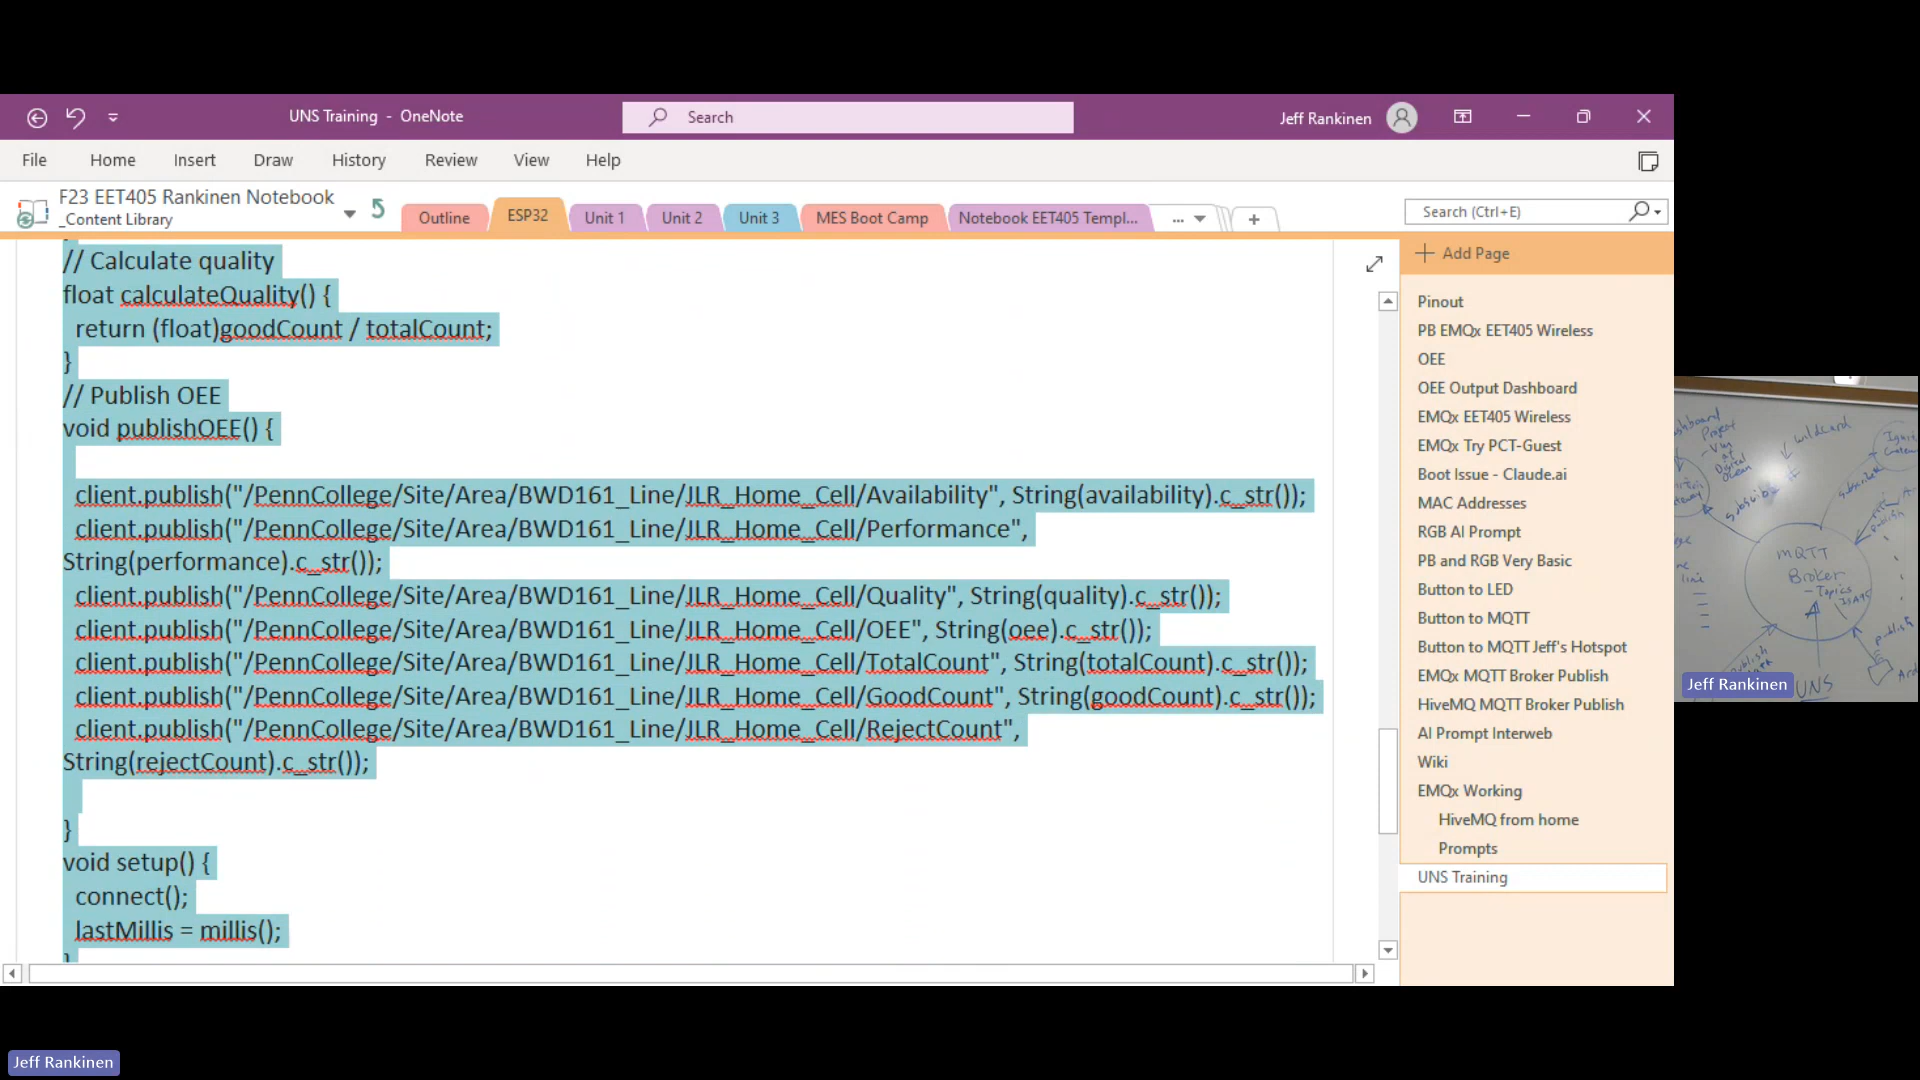 UNS Training - OneNote
Search
Jeff Rankinen
File
Home
Insert
Draw
History
Review
View
Help
F23 EET405 Rankinen Notebook
_Content Library
Outline
ESP32
Unit 1
Unit 2
Unit 3
MES Boot Camp
Notebook EET405 Templ...
...
Search (Ctrl+E)
// Calculate quality
float calculateQuality() {
return (float)goodCount / totalCount;
}
// Publish OEE
void publishOEE() {
client.publish("/PennCollege/Site/Area/BWD161_Line/JLR_Home_Cell/Availability", String(availability).c_str());
client.publish("/PennCollege/Site/Area/BWD161_Line/JLR_Home_Cell/Performance",
String(performance).c_str());
client.publish("/PennCollege/Site/Area/BWD161_Line/JLR_Home_Cell/Quality", String(quality).c_str());
client.publish("/PennCollege/Site/Area/BWD161_Line/JLR_Home_Cell/OEE", String(oee).c_str());
client.publish("/PennCollege/Site/Area/BWD161_Line/JLR_Home_Cell/TotalCount", String(totalCount).c_str());
client.publish("/PennCollege/Site/Area/BWD161_Line/JLR_Home_Cell/GoodCount", String(goodCount).c_str());
client.publish("/PennCollege/Site/Area/BWD161_Line/JLR_Home_Cell/RejectCount",
String(rejectCount).c_str());
}
void setup() {
connect();
lastMillis = millis();
Add Page
Pinout
PB EMQx EET405 Wireless
OEE
OEE Output Dashboard
EMQx EET405 Wireless
EMQx Try PCT-Guest
Boot Issue - Claude.ai
MAC Addresses
RGB AI Prompt
PB and RGB Very Basic
Button to LED
Button to MQTT
Button to MQTT Jeff's Hotspot
EMQx MQTT Broker Publish
HiveMQ MQTT Broker Publish
AI Prompt Interweb
Wiki
EMQx Working
HiveMQ from home
Prompts
UNS Training
Project
wildcard
Digital
Ocean
subscribe
publish
MQTT
Broker
- Topics
publish
UNS
Jeff Rankinen
Jeff Rankinen